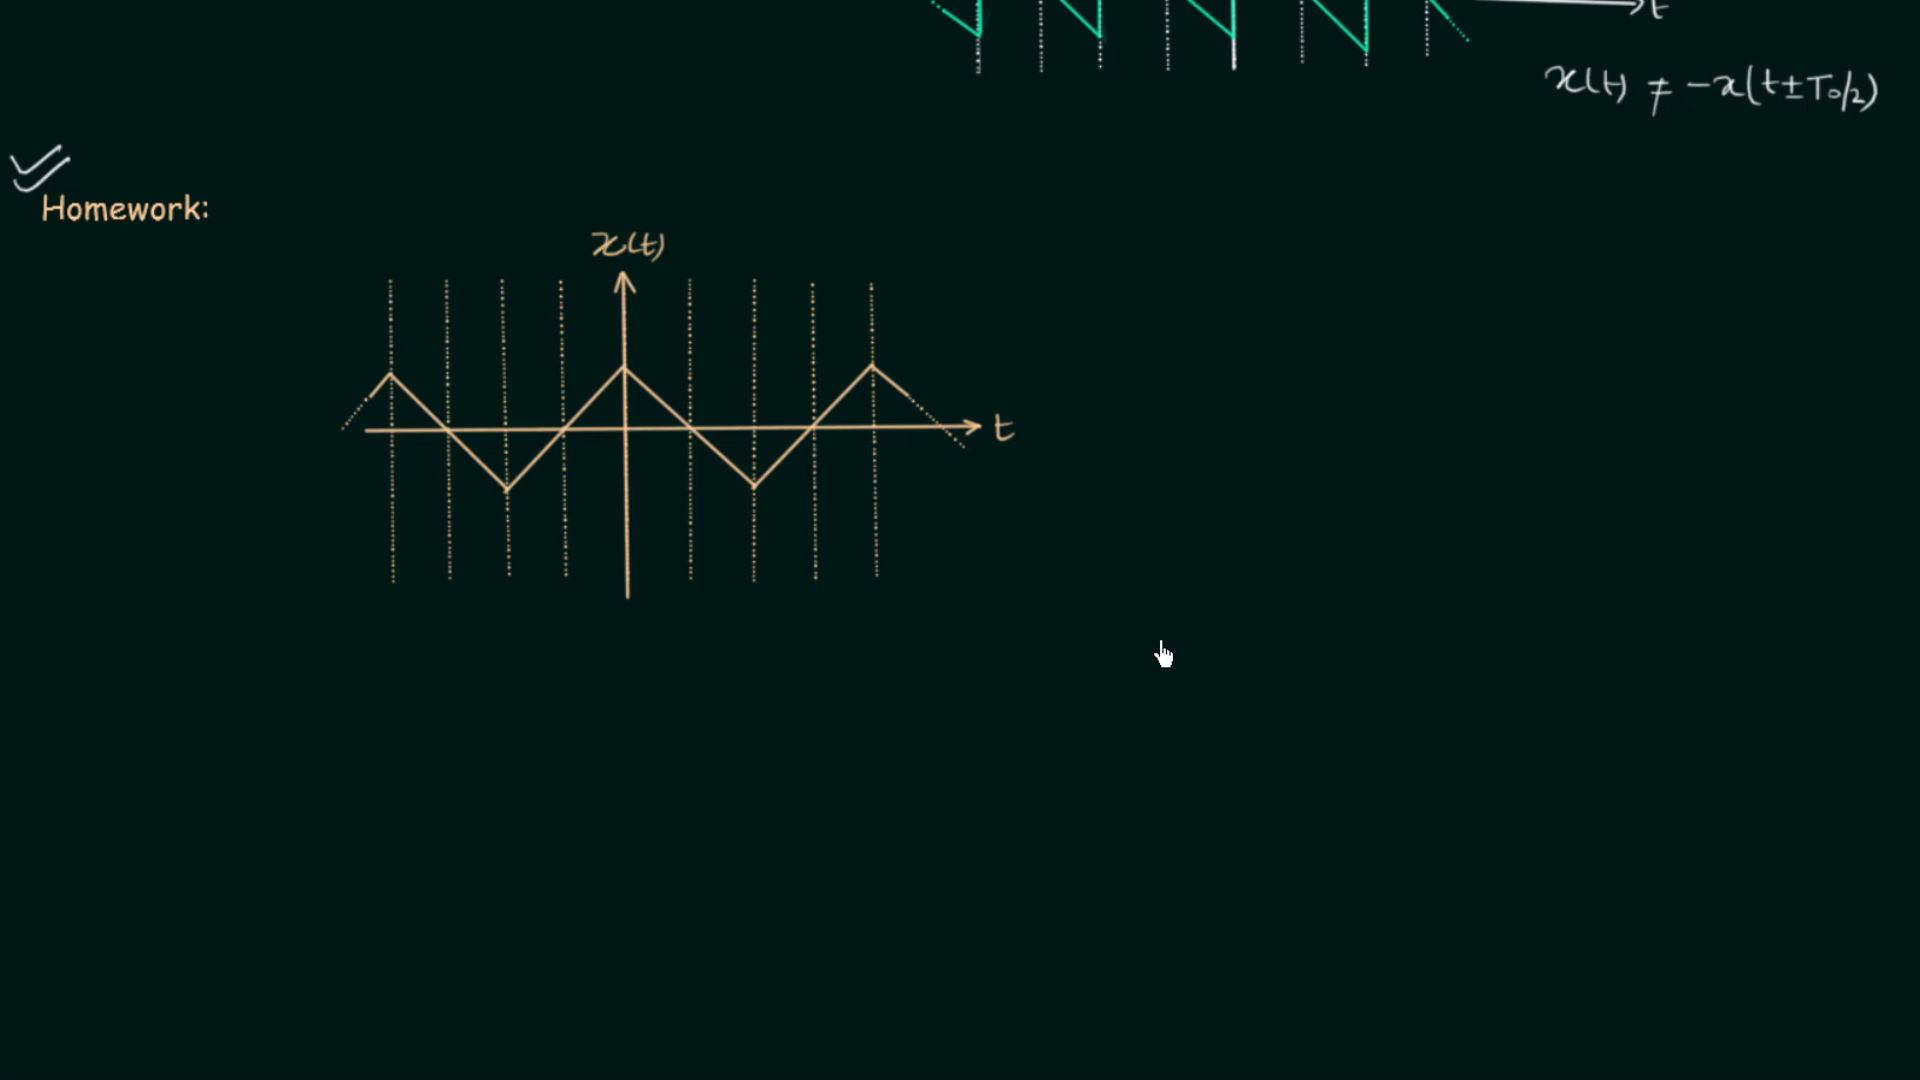 t
x(t) ≠ -x(t±T₀/2)
Homework:
x(t)
t